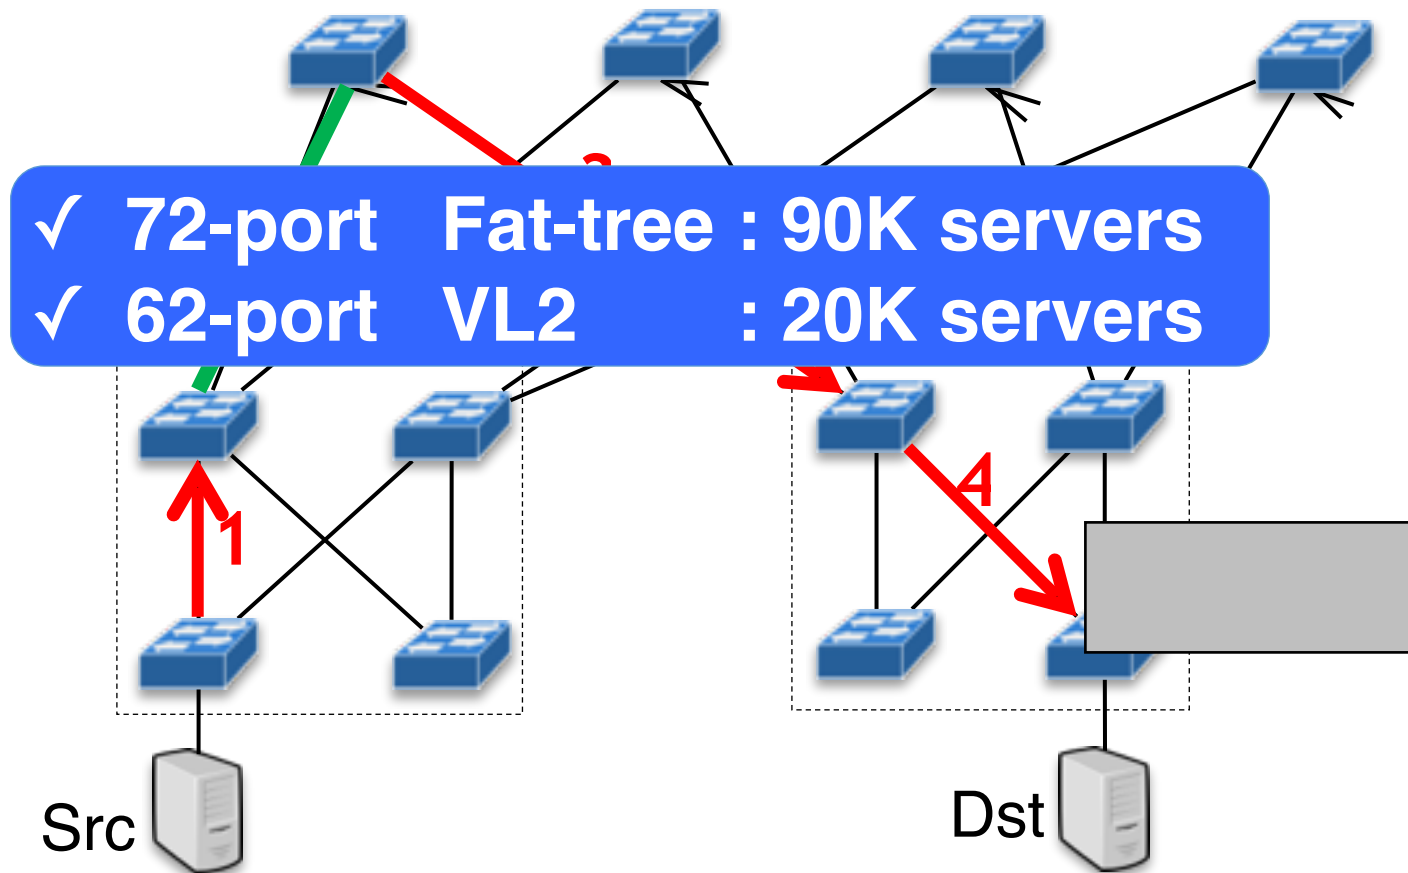 ✓ 72-port Fat-tree : 90K servers
✓ 62-port VL2 : 20K servers
4
1
Src
Dst